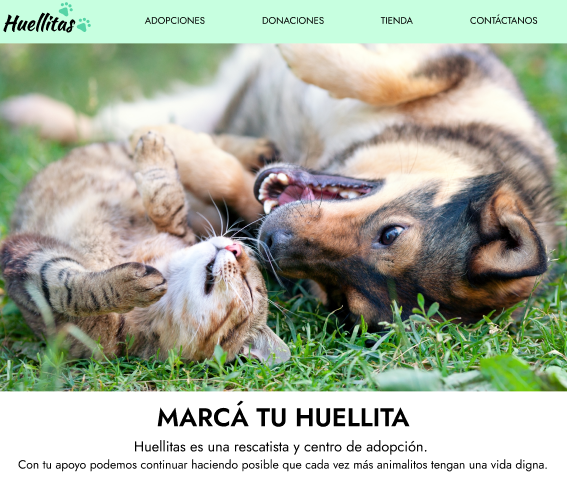 Huellitas
ADOPCIONES
DONACIONES
TIENDA
CONTÁCTANOS
MARCÁ TU HUELLITA
Huellitas es una rescatista y centro de adopción.
Con tu apoyo podemos continuar haciendo posible que cada vez más animalitos tengan una vida digna.